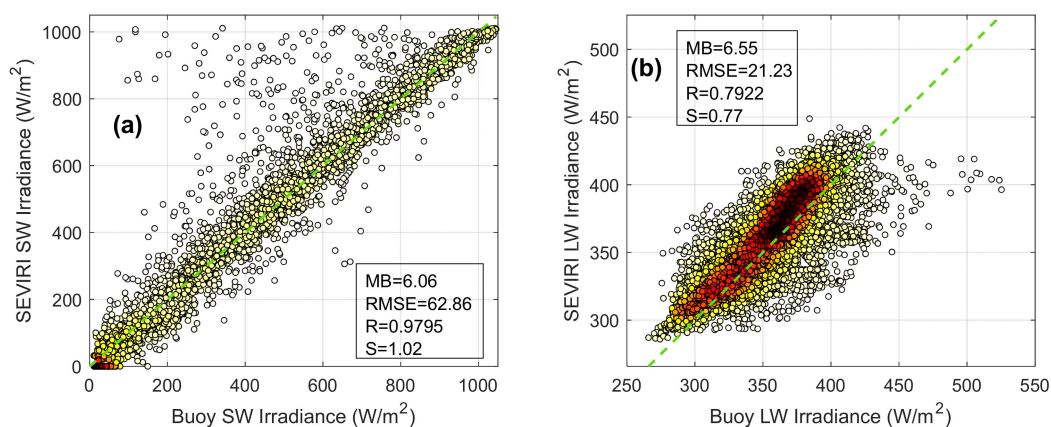 1000
800
600
400
200
0
SEVIRI SW Irradiance (W/m²)
(a)
MB=6.06
RMSE=62.86
R=0.9795
S=1.02
0 200 400 600 800 1000
Buoy SW Irradiance (W/m²)
500
450
400
350
300
SEVIRI LW Irradiance (W/m²)
(b)
MB=6.55
RMSE=21.23
R=0.7922
S=0.77
250 300 350 400 450 500 550
Buoy LW Irradiance (W/m²)